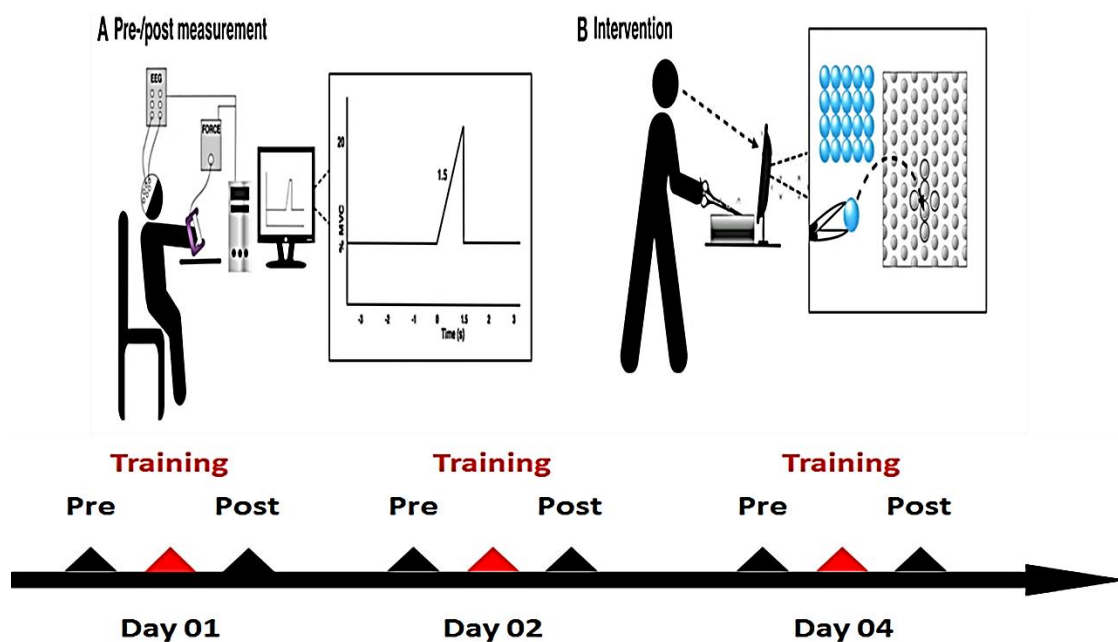 A Pre-/post measurement
B Intervention
EEG
FORCE
20
1.5
% MVC
-3 -2 -1 0 1.5 2 3
Time (s)
Training Training Training
Pre Post Pre Post Pre Post
Day 01 Day 02 Day 04